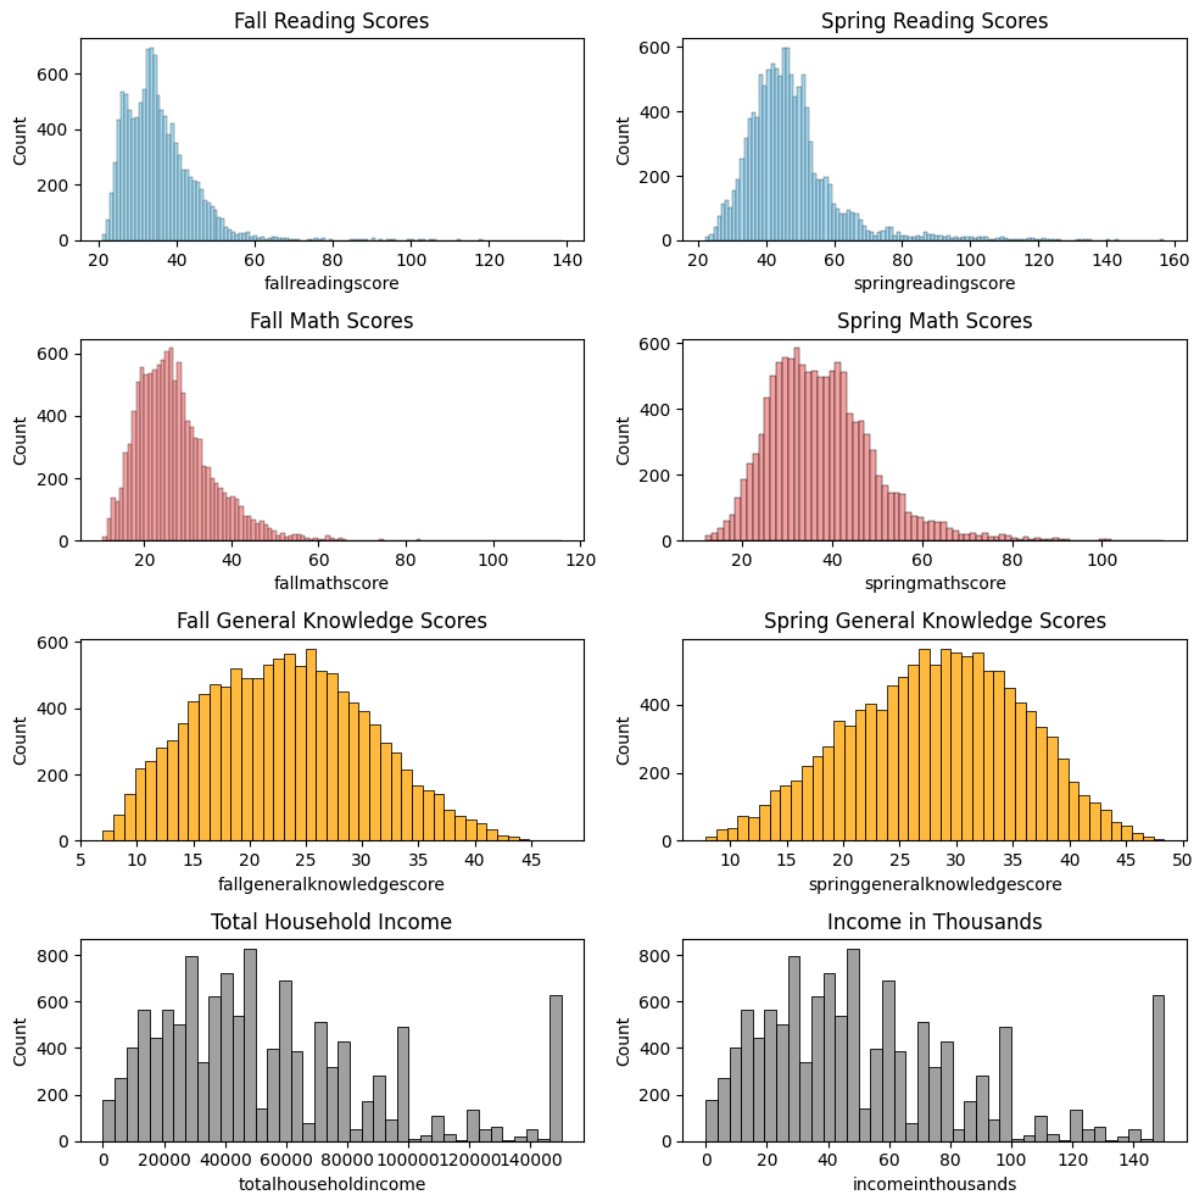 Fall Reading Scores
Count
600
400
200
0
20 40 60 80 100 120 140
fallreadingscore
Spring Reading Scores
Count
600
400
200
0
20 40 60 80 100 120 140 160
springreadingscore
Fall Math Scores
Count
600
400
200
0
20 40 60 80 100 120
fallmathscore
Spring Math Scores
Count
600
400
200
0
20 40 60 80 100
springmathscore
Fall General Knowledge Scores
Count
600
400
200
0
5 10 15 20 25 30 35 40 45
fallgeneralknowledgescore
Spring General Knowledge Scores
Count
400
200
0
10 15 20 25 30 35 40 45 50
springgeneralknowledgescore
Total Household Income
Count
800
600
400
200
0
0 20000 40000 60000 80000 100000 120000 140000
totalhouseholdincome
Income in Thousands
Count
800
600
400
200
0
0 20 40 60 80 100 120 140
incomeinthousands